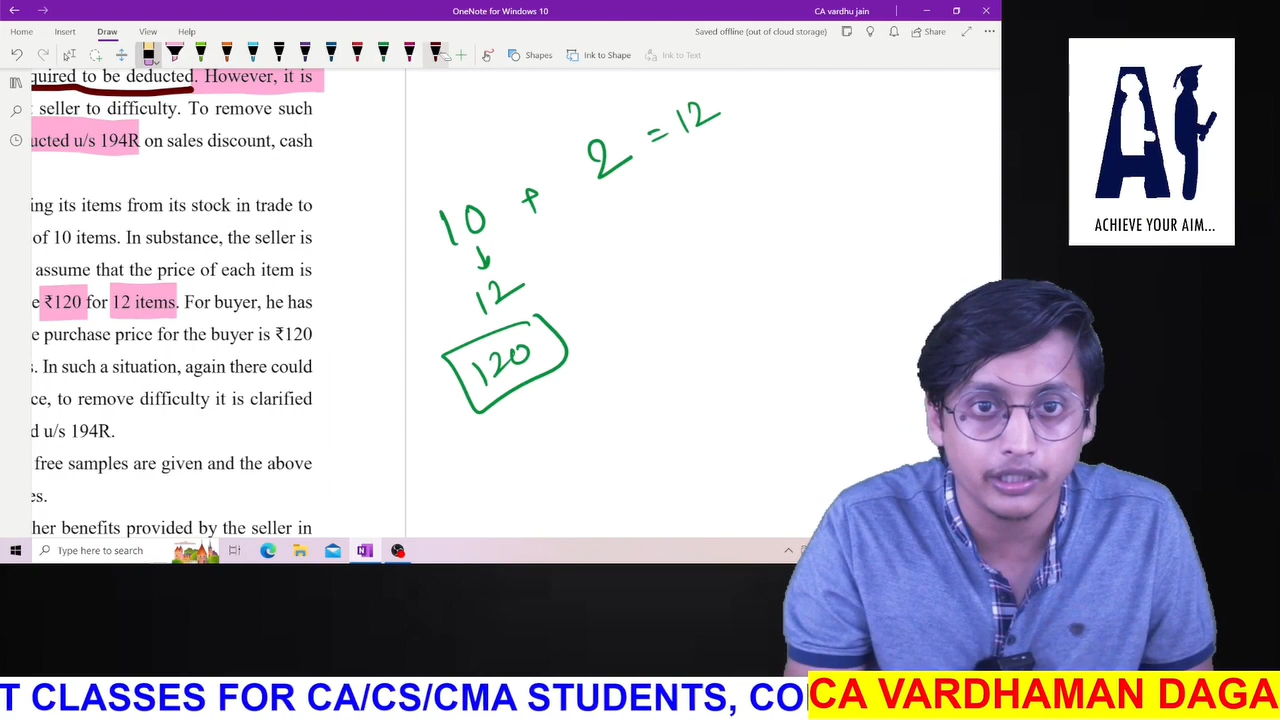 OneNote for Windows 10
CA vardhu jain
Home Insert Draw View Help
Saved offline (out of cloud storage)
Share
Shapes
Ink to Shape
Ink to Text
quired to be deducted. However, it is
seller to difficulty. To remove such
ucted u/s 194R on sales discount, cash
ing its items from its stock in trade to
of 10 items. In substance, the seller is
assume that the price of each item is
e ₹120 for 12 items. For buyer, he has
e purchase price for the buyer is ₹120
s. In such a situation, again there could
ce, to remove difficulty it is clarified
d u/s 194R.
free samples are given and the above
es.
her benefits provided by the seller in
10 + 2 = 12
12
120
ACHIEVE YOUR AIM...
Type here to search
T CLASSES FOR CA/CS/CMA STUDENTS, CO
CA VARDHAMAN DAGA